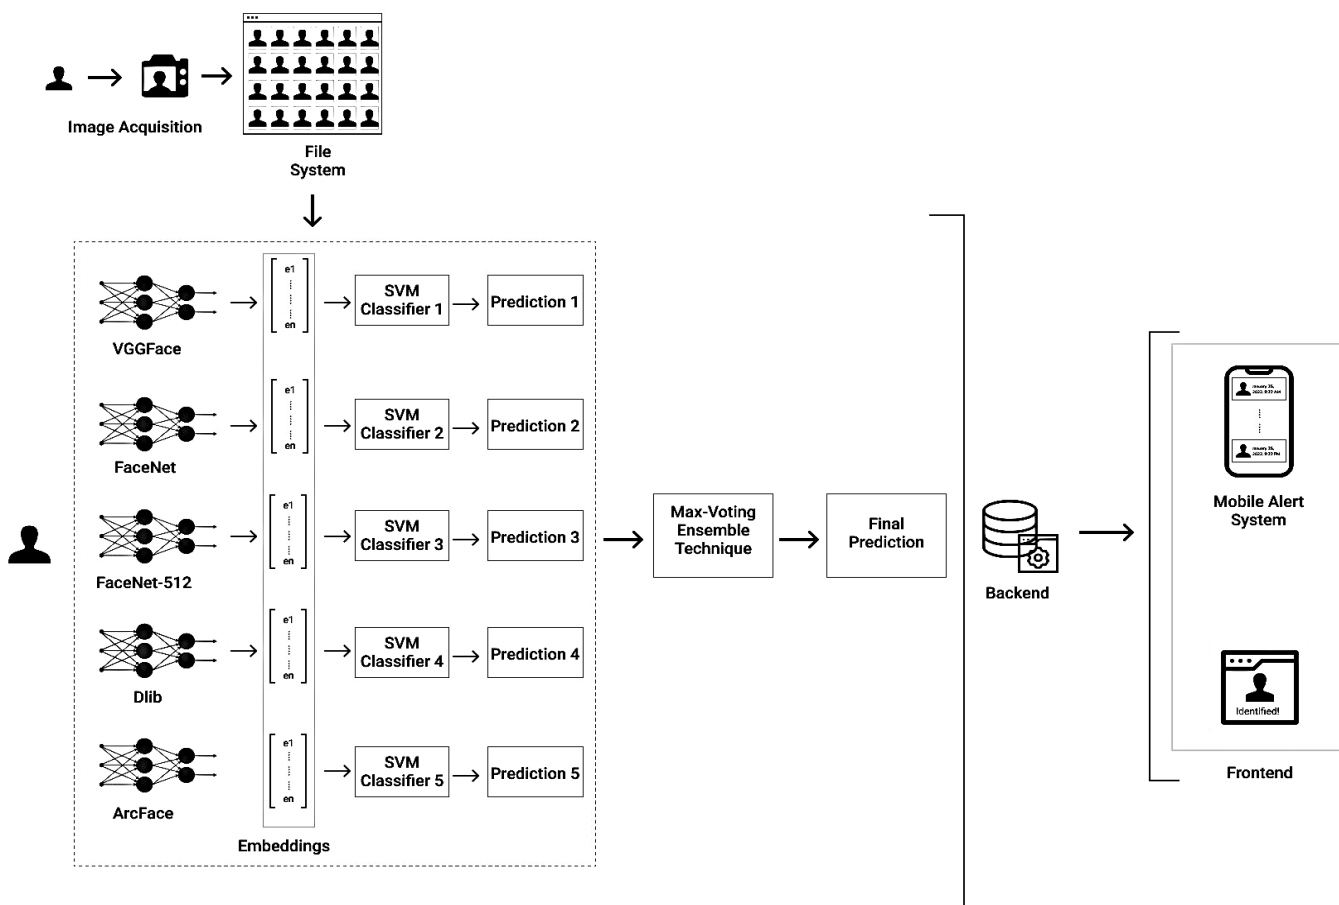 Image Acquisition
File
System
e1
en
SVM
Classifier 1
Prediction 1
VGGFace
e1
en
SVM
Classifier 2
Prediction 2
FaceNet
e1
en
SVM
Classifier 3
Prediction 3
FaceNet-512
e1
en
SVM
Classifier 4
Prediction 4
Dlib
e1
en
SVM
Classifier 5
Prediction 5
ArcFace
Embeddings
Max-Voting
Ensemble
Technique
Final
Prediction
Backend
January 25,
Mobile Alert
System
Identified!
Frontend